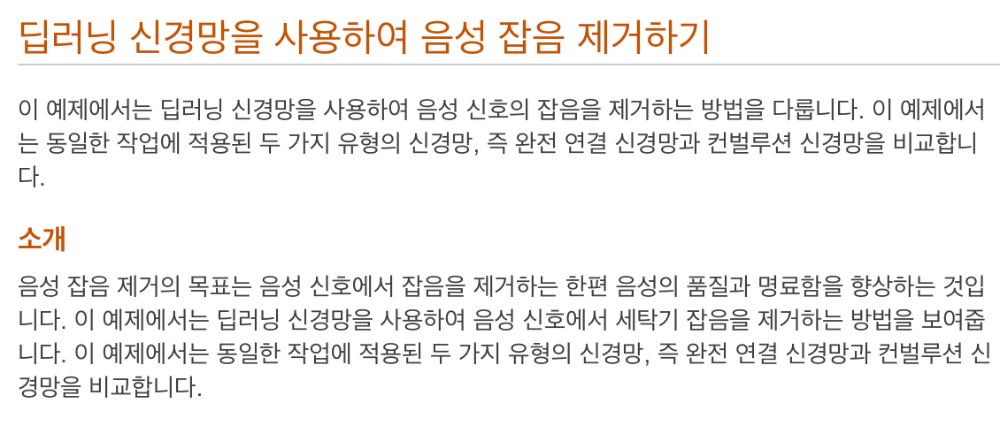 딥러닝 신경망을 사용하여 음성 잡음 제거하기
이 예제에서는 딥러닝 신경망을 사용하여 음성 신호의 잡음을 제거하는 방법을 다룹니다. 이 예제에서
는 동일한 작업에 적용된 두 가지 유형의 신경망, 즉 완전 연결 신경망과 컨벌루션 신경망을 비교합니
다.
소개
음성 잡음 제거의 목표는 음성 신호에서 잡음을 제거하는 한편 음성의 품질과 명료함을 향상하는 것입
니다. 이 예제에서는 딥러닝 신경망을 사용하여 음성 신호에서 세탁기 잡음을 제거하는 방법을 보여줍
니다. 이 예제에서는 동일한 작업에 적용된 두 가지 유형의 신경망, 즉 완전 연결 신경망과 컨벌루션 신
경망을 비교합니다.